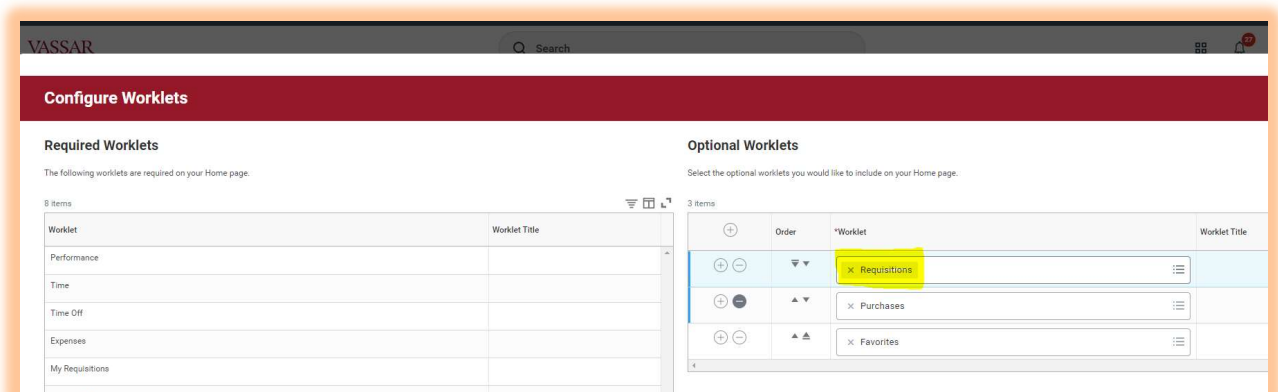 VASSAR
Search
27
Configure Worklets
Required Worklets
The following worklets are required on your Home page.
8 items
Worklet
Worklet Title
Performance
Time
Time Off
Expenses
My Requisitions
Optional Worklets
Select the optional worklets you would like to include on your Home page.
3 items
Order
*Worklet
Worklet Title
× Requisitions
× Purchases
× Favorites